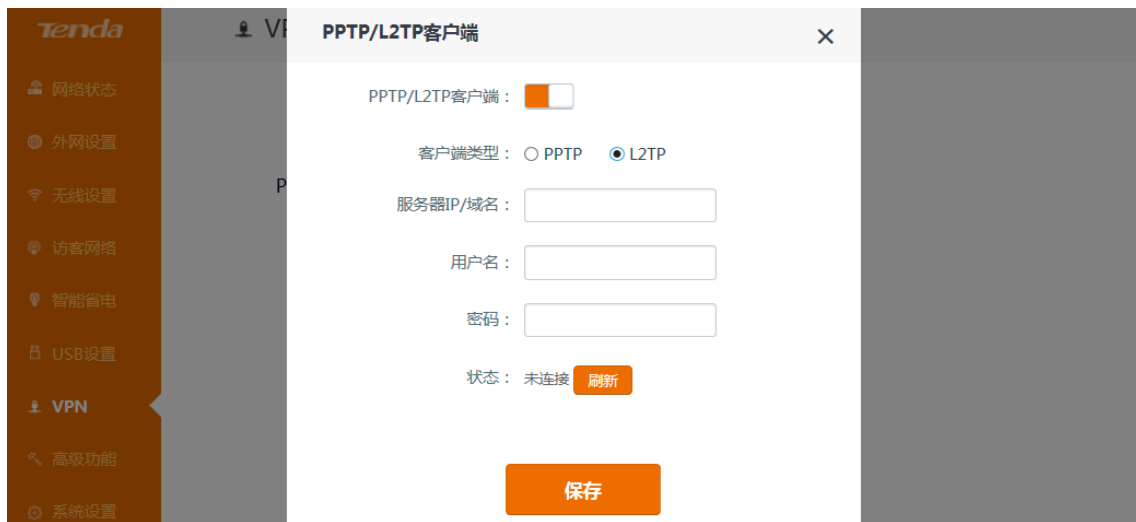 Tenda
网络状态
外网设置
无线设置
访客网络
智能省电
USB设置
VPN
高级功能
系统设置
PPTP/L2TP客户端
PPTP/L2TP客户端：
客户端类型： PPTP L2TP
服务器IP/域名：
用户名：
密码：
状态： 未连接 刷新
保存